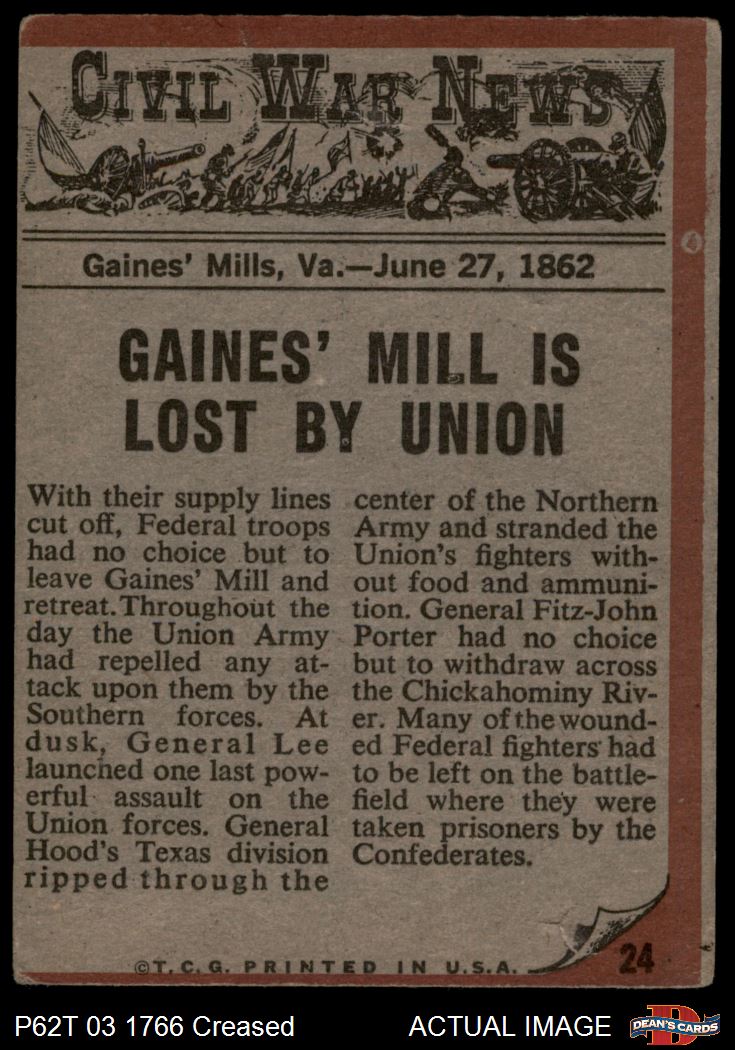 CIVIL WAR NEWS
Gaines' Mills, Va.—June 27, 1862
GAINES' MILL IS
LOST BY UNION
With their supply lines
cut off, Federal troops
had no choice but to
leave Gaines' Mill and
retreat. Throughout the
day the Union Army
had repelled any at-
tack upon them by the
Southern forces. At
dusk, General Lee
launched one last pow-
erful assault on the
Union forces. General
Hood's Texas division
ripped through the
center of the Northern
Army and stranded the
Union's fighters with-
out food and ammuni-
tion. General Fitz-John
Porter had no choice
but to withdraw across
the Chickahominy Riv-
er. Many of the wound-
ed Federal fighters had
to be left on the battle-
field where they were
taken prisoners by the
Confederates.
©T.C.G. PRINTED IN U.S.A.
24
P62T 03 1766 Creased
ACTUAL IMAGE
D
DEAN'S CARDS